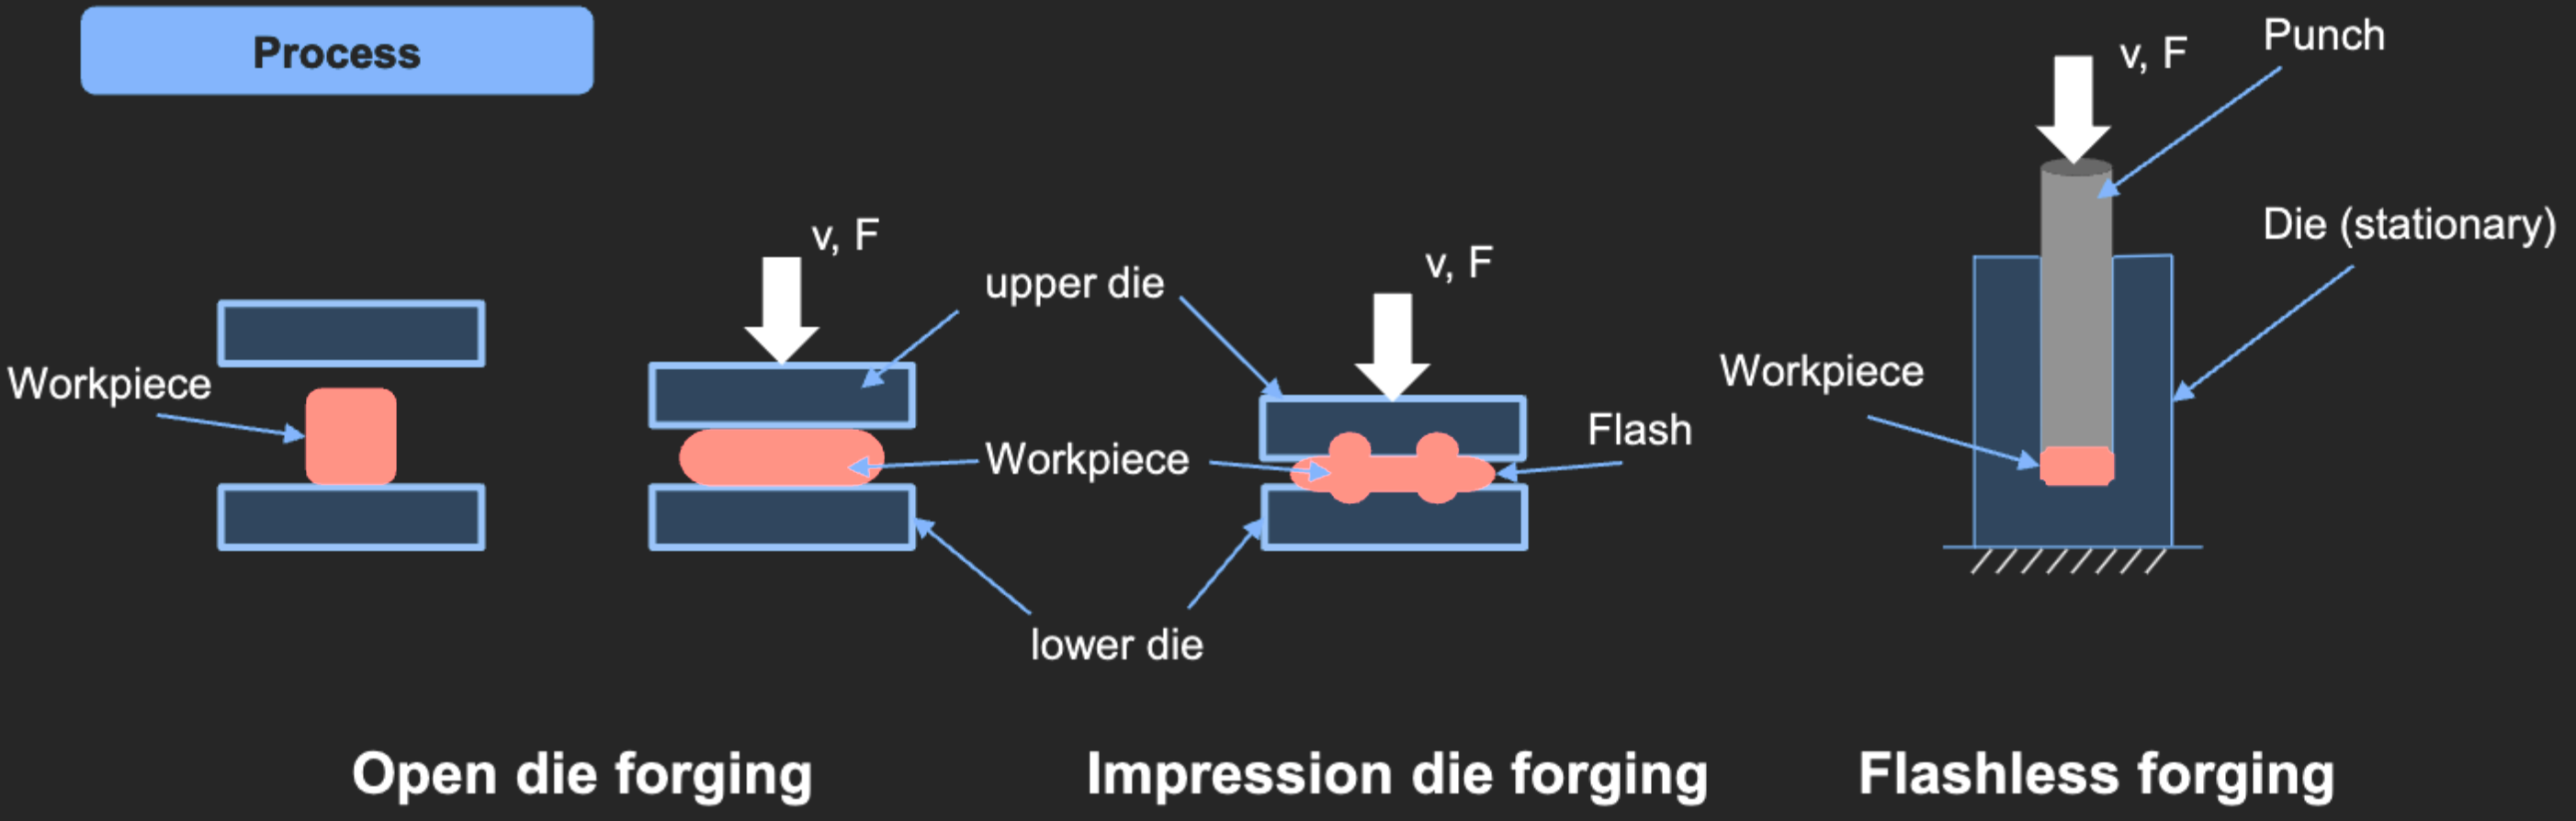 Process
Workpiece
v, F
upper die
Workpiece
lower die
v, F
Flash
v, F
Punch
Die (stationary)
Workpiece
Open die forging
Impression die forging
Flashless forging